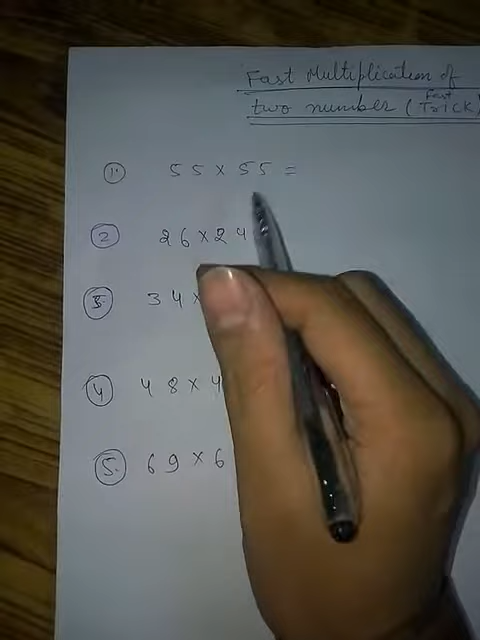 Fast Multiplication of
two number (fast TRICK)
1. 55 x 55 =
2 26 x 24
3. 34 x
4 48 x 4
5. 69 x 6